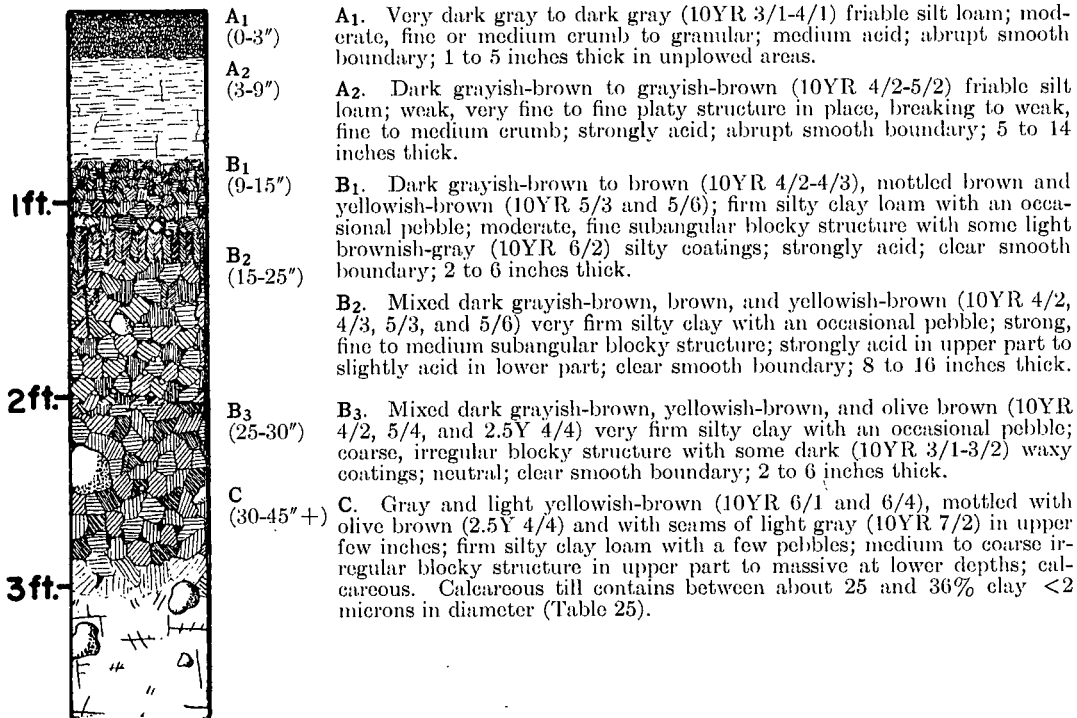 A1
(0-3″)
A2
(3-9″)
B1
(9-15″)
1ft.
B2
(15-25″)
2ft.
B3
(25-30″)
C
(30-45″+)
3ft.
A1. Very dark gray to dark gray (10YR 3/1-4/1) friable silt loam; mod-
erate, fine or medium crumb to granular; medium acid; abrupt smooth
boundary; 1 to 5 inches thick in unplowed areas.
A2. Dark grayish-brown to grayish-brown (10YR 4/2-5/2) friable silt
loam; weak, very fine to fine platy structure in place, breaking to weak,
fine to medium crumb; strongly acid; abrupt smooth boundary; 5 to 14
inches thick.
B1. Dark grayish-brown to brown (10YR 4/2-4/3), mottled brown and
yellowish-brown (10YR 5/3 and 5/6); firm silty clay loam with an occa-
sional pebble; moderate, fine subangular blocky structure with some light
brownish-gray (10YR 6/2) silty coatings; strongly acid; clear smooth
boundary; 2 to 6 inches thick.
B2. Mixed dark grayish-brown, brown, and yellowish-brown (10YR 4/2,
4/3, 5/3, and 5/6) very firm silty clay with an occasional pebble; strong,
fine to medium subangular blocky structure; strongly acid in upper part to
slightly acid in lower part; clear smooth boundary; 8 to 16 inches thick.
B3. Mixed dark grayish-brown, yellowish-brown, and olive brown (10YR
4/2, 5/4, and 2.5Y 4/4) very firm silty clay with an occasional pebble;
coarse, irregular blocky structure with some dark (10YR 3/1-3/2) waxy
coatings; neutral; clear smooth boundary; 2 to 6 inches thick.
C. Gray and light yellowish-brown (10YR 6/1 and 6/4), mottled with
olive brown (2.5Y 4/4) and with seams of light gray (10YR 7/2) in upper
few inches; firm silty clay loam with a few pebbles; medium to coarse ir-
regular blocky structure in upper part to massive at lower depths; cal-
careous. Calcareous till contains between about 25 and 36% clay <2
microns in diameter (Table 25).